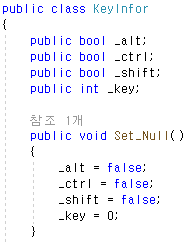 public class KeyInfor
{
    public bool _alt;
    public bool _ctrl;
    public bool _shift;
    public int _key;

    참조 1개
    public void Set_Null()
    {
        _alt = false;
        _ctrl = false;
        _shift = false;
        _key = 0;
    }